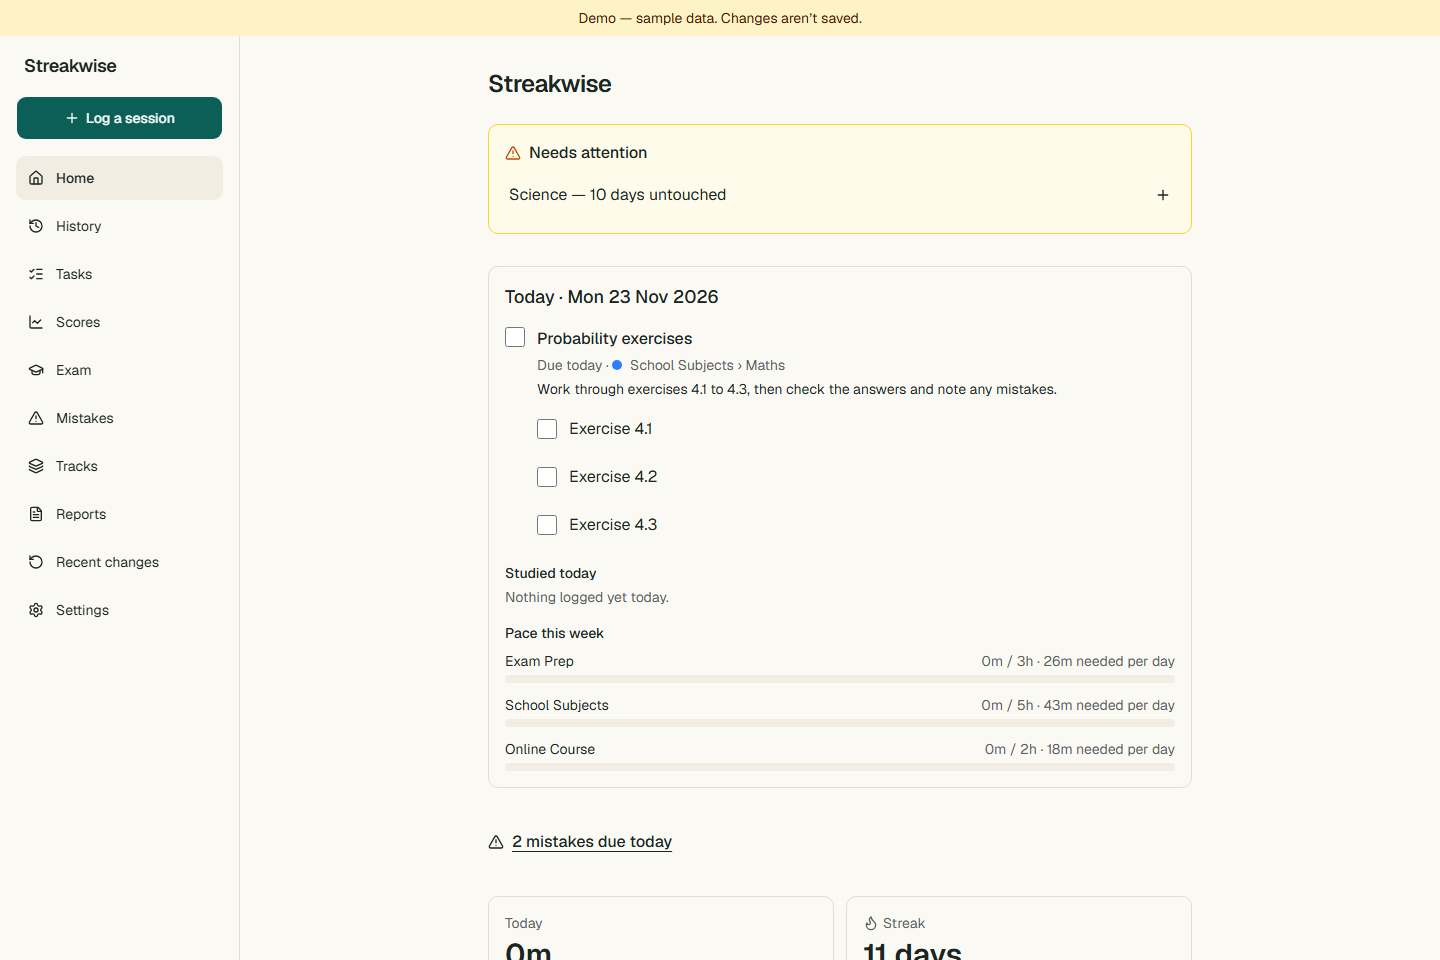 Demo — sample data. Changes aren't saved.
Streakwise
Log a session
Home
History
Tasks
Scores
Exam
Mistakes
Tracks
Reports
Recent changes
Settings
Streakwise
Needs attention
Science — 10 days untouched
Today · Mon 23 Nov 2026
Probability exercises
Due today · School Subjects › Maths
Work through exercises 4.1 to 4.3, then check the answers and note any mistakes.
Exercise 4.1
Exercise 4.2
Exercise 4.3
Studied today
Nothing logged yet today.
Pace this week
Exam Prep 0m / 3h · 26m needed per day
School Subjects 0m / 5h · 43m needed per day
Online Course 0m / 2h · 18m needed per day
2 mistakes due today
Today
0m
Streak
11 days